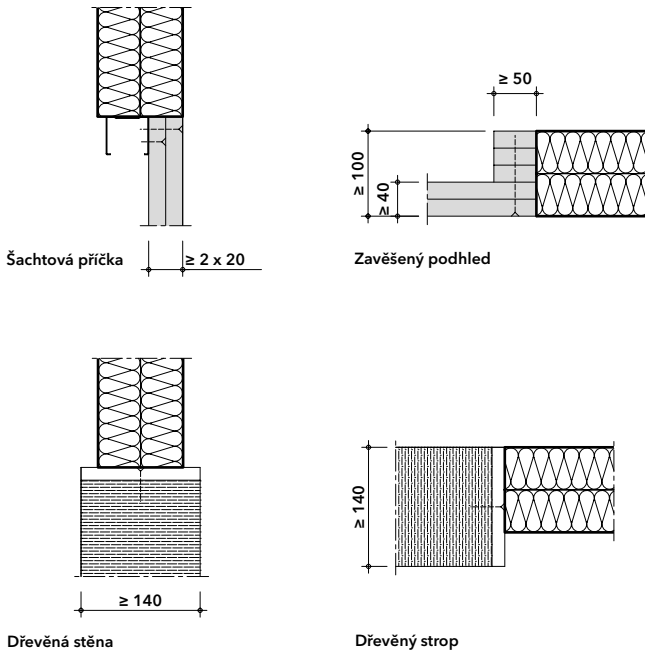 ≥ 50
≥ 100
≥ 40
Šachtová příčka
≥ 2 x 20
Zavěšený podhled
≥ 140
≥ 140
Dřevěná stěna
Dřevěný strop